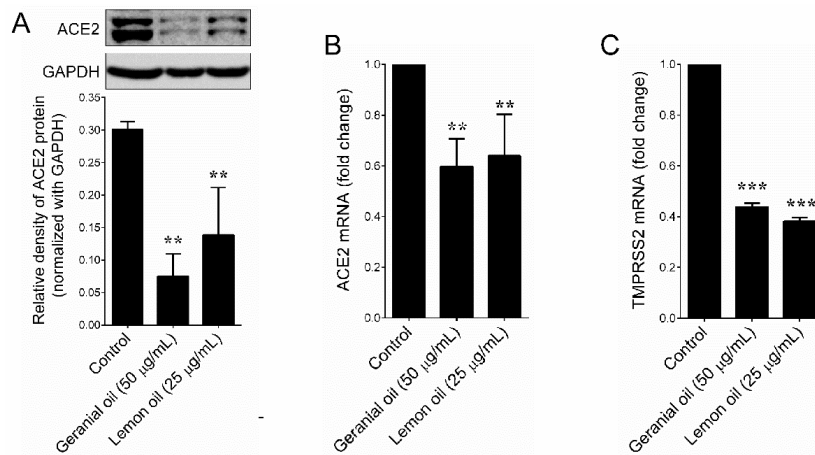 A
ACE2
GAPDH
Relative density of ACE2 protein
(normalized with GAPDH)
0.35
0.30
0.25
0.20
0.15
0.10
0.05
0.00
**
**
Control
Geranial oil (50 µg/mL)
Lemon oil (25 µg/mL)
-
B
ACE2 mRNA (fold change)
1.0
0.8
0.6
0.4
0.2
0.0
**
**
Control
Geranial oil (50 µg/mL)
Lemon oil (25 µg/mL)
C
TMPRSS2 mRNA (fold change)
1.0
0.8
0.6
0.4
0.2
0.0
***
***
Control
Geranial oil (50 µg/mL)
Lemon oil (25 µg/mL)